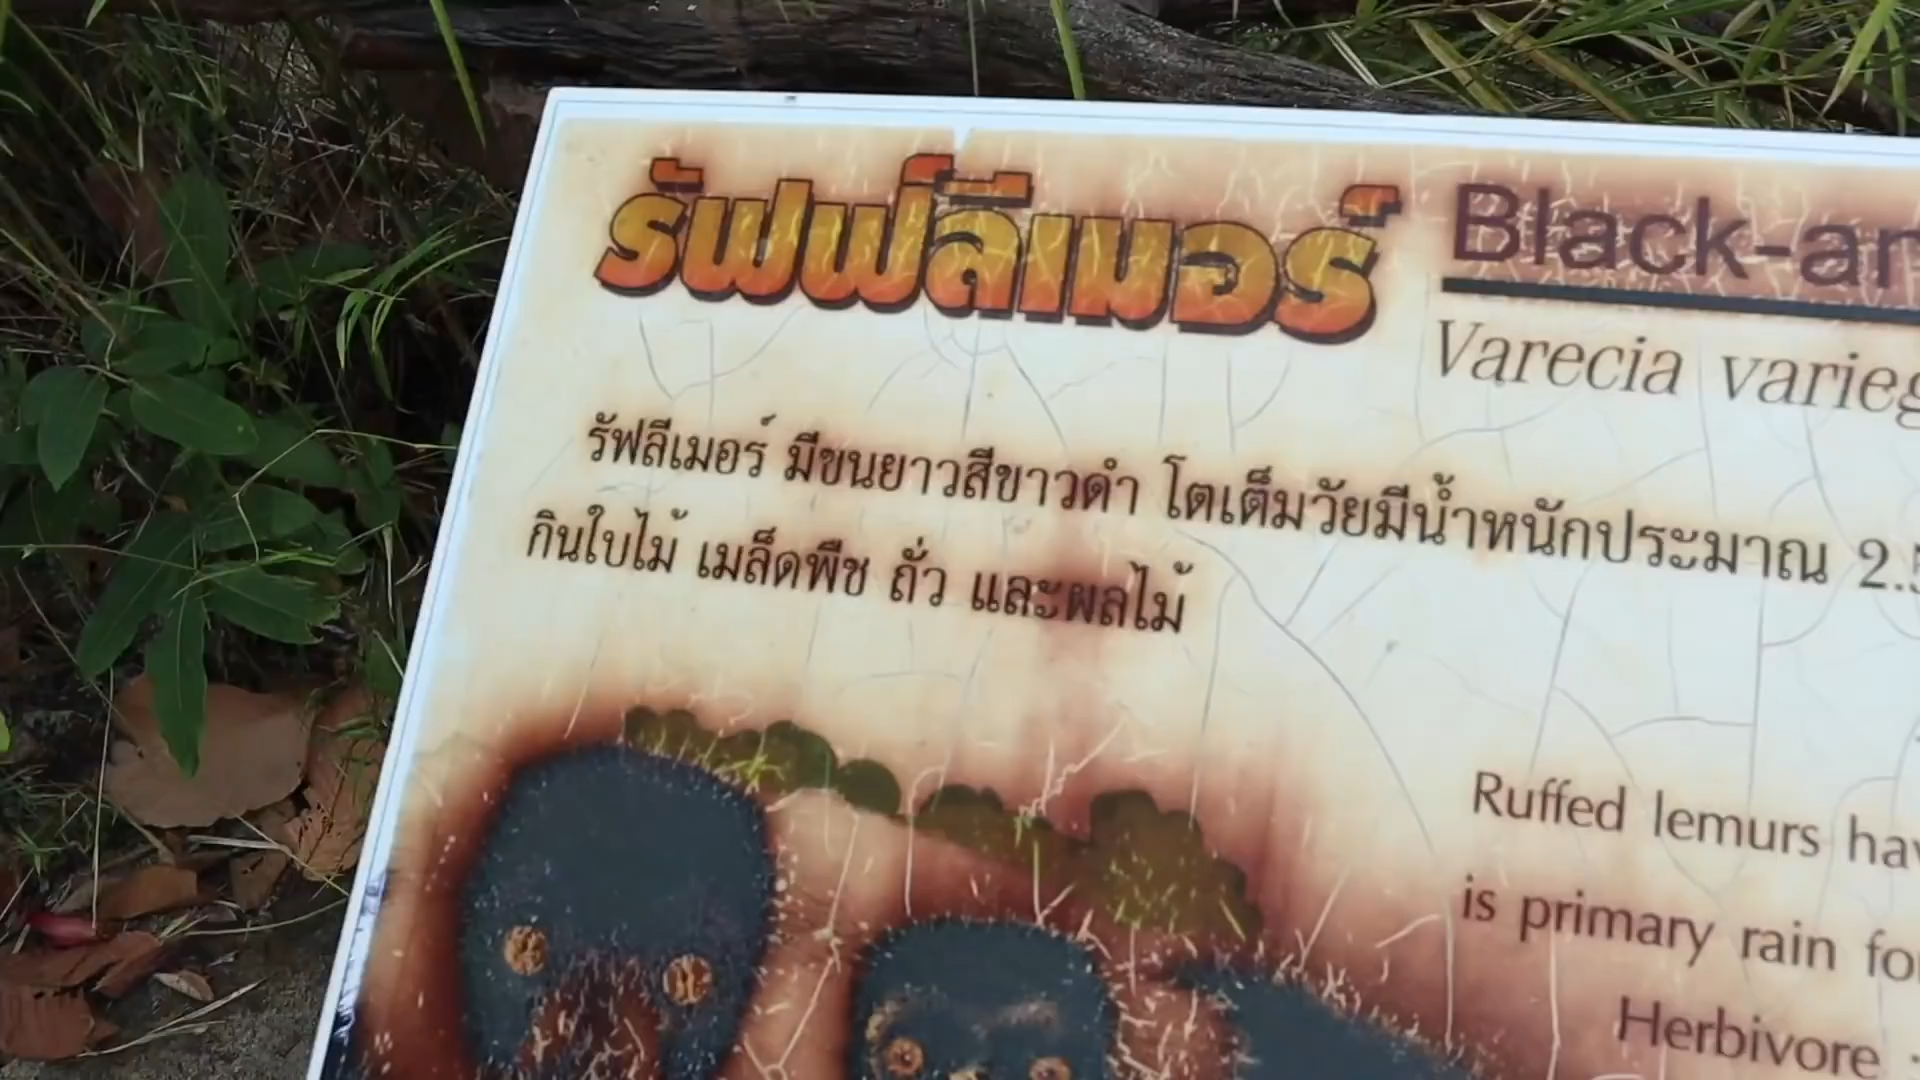 รัฟฟ์ลีเมอร์
Black-an
Varecia varieg
รัฟลีเมอร์ มีขนยาวสีขาวดำ โตเต็มวัยมีน้ำหนักประมาณ 2.5
กินใบไม้ เมล็ดพืช ถั่ว และผลไม้
Ruffed lemurs hav
is primary rain fo
Herbivore